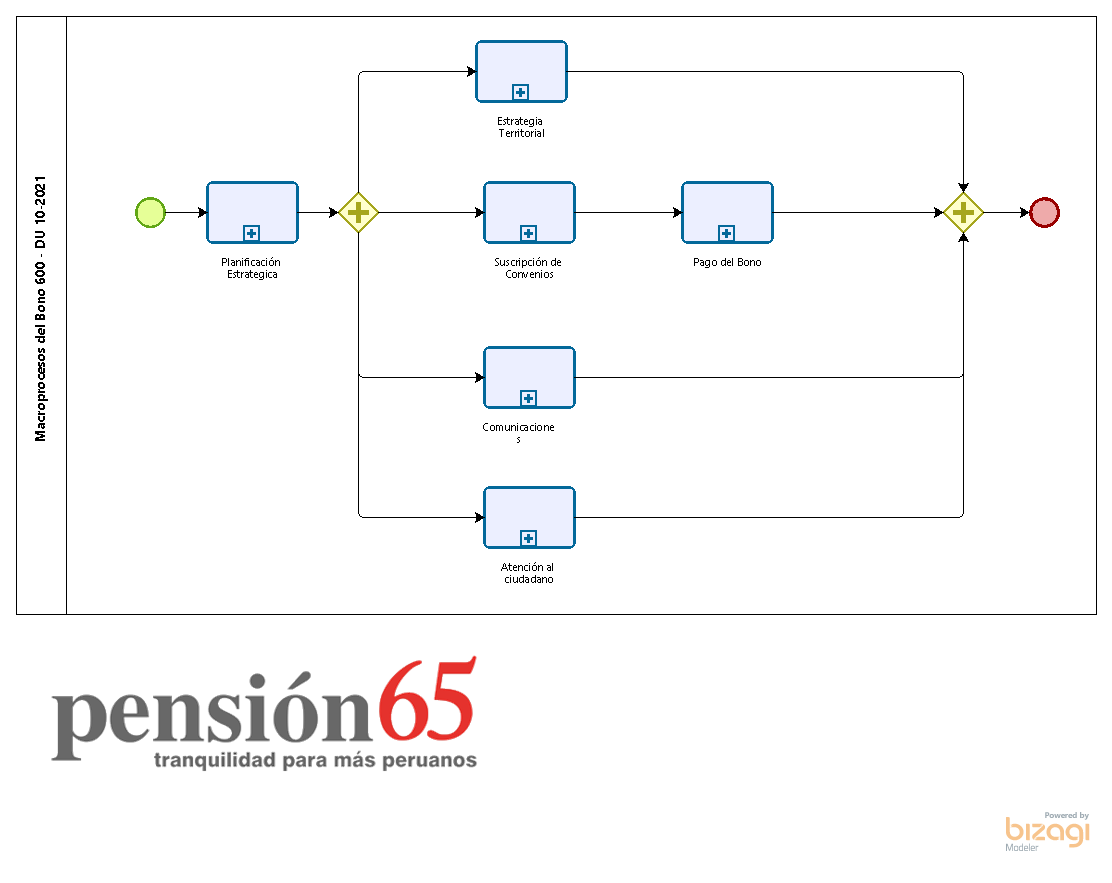 Macroprocesos del Bono 600 - DU 10-2021
Estrategia
Territorial
Planificación
Estrategica
Suscripción de
Convenios
Pago del Bono
Comunicacione
s
Atención al
ciudadano
pensión65
tranquilidad para más peruanos
Powered by
bizagi
Modeler